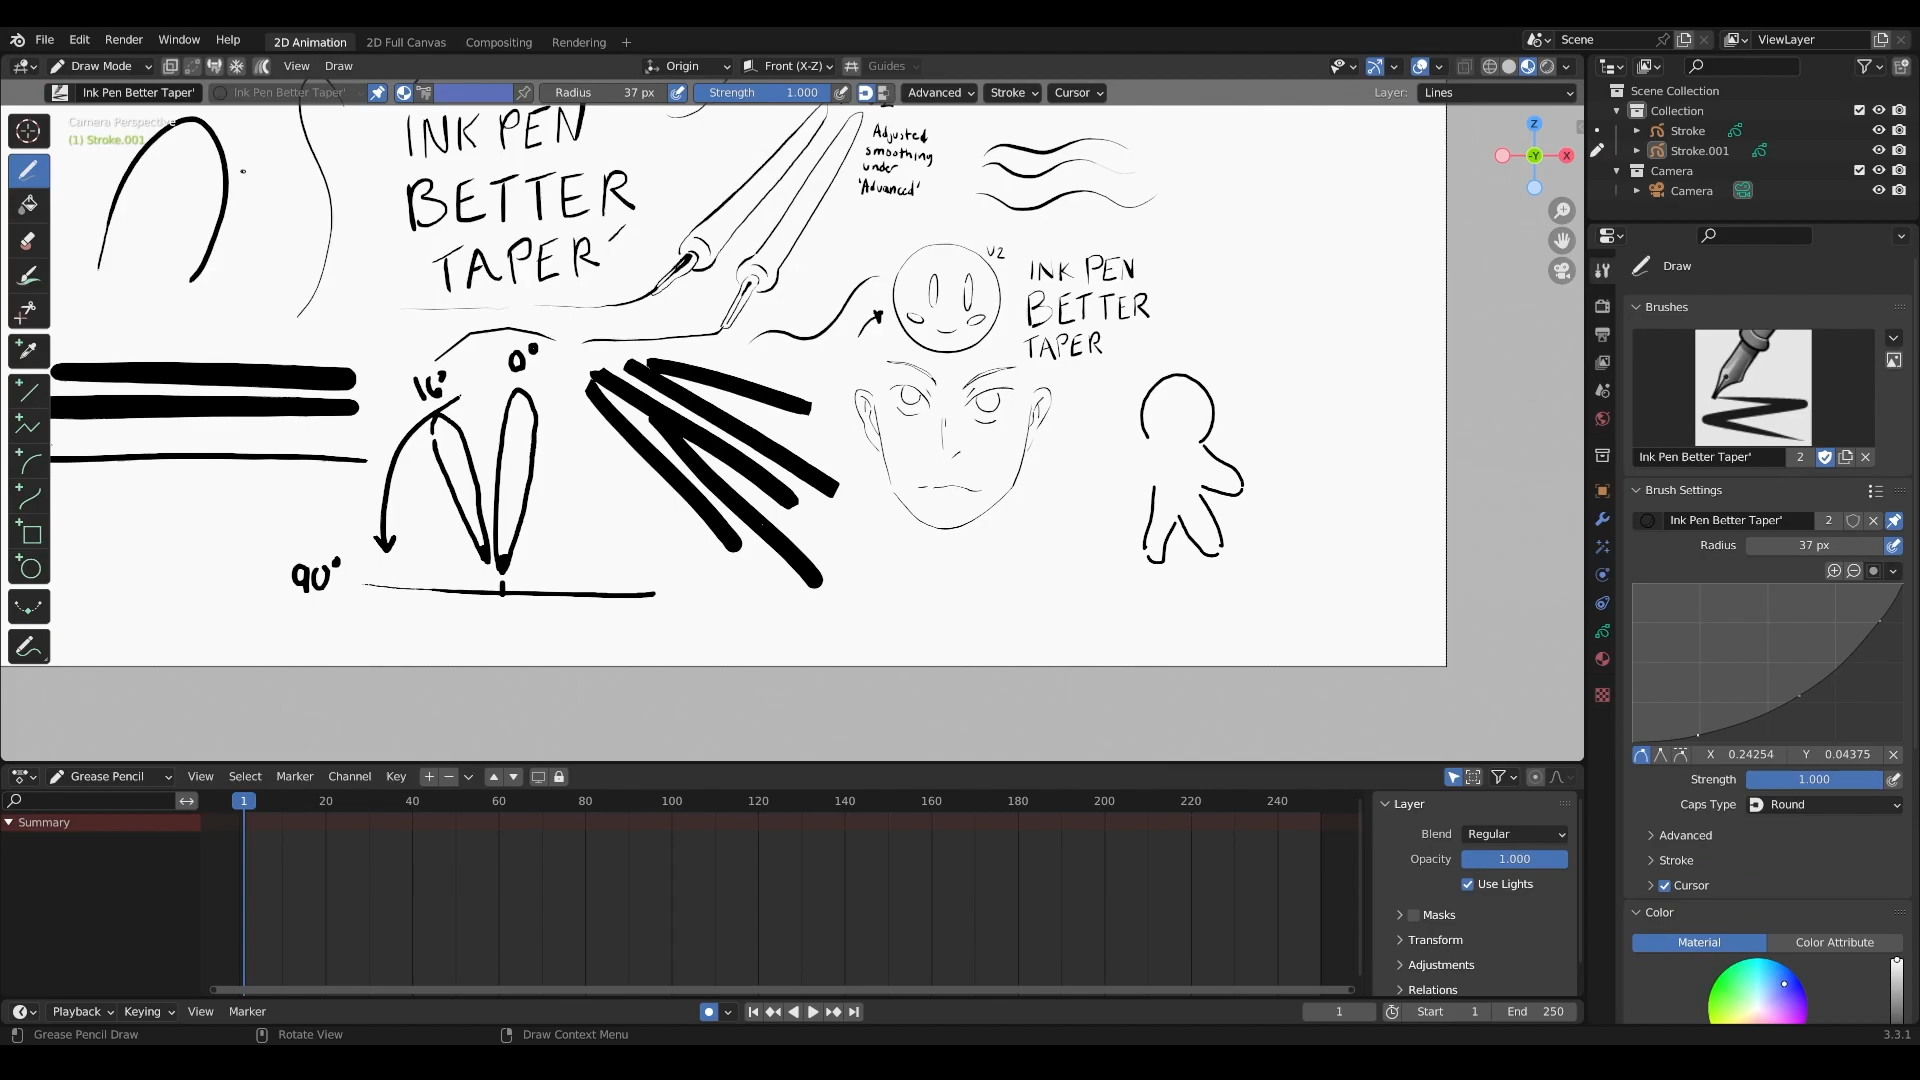 File Edit Render Window Help 2D Animation 2D Full Canvas Compositing Rendering + Scene ViewLayer
Draw Mode View Draw Origin Front (X-Z) Guides
Ink Pen Better Taper' Ink Pen Better Taper' Radius 37 px Strength 1.000 Advanced Stroke Cursor Layer: Lines
Camera Perspective
(1) Stroke.001
INK PEN
BETTER
TAPER'
Adjusted
smoothing
under
'Advanced'
V2
INK PEN
BETTER
TAPER
0°
16°
90°
Z
-Y
X
Scene Collection
Collection
Stroke
Stroke.001
Camera
Camera
Draw
Brushes
Ink Pen Better Taper' 2
Brush Settings
Ink Pen Better Taper' 2
Radius 37 px
X 0.24254 Y 0.04375
Strength 1.000
Caps Type Round
Advanced
Stroke
Cursor
Color
Material Color Attribute
Grease Pencil View Select Marker Channel Key
1 20 40 60 80 100 120 140 160 180 200 220 240
Summary
Layer
Blend Regular
Opacity 1.000
Use Lights
Masks
Transform
Adjustments
Relations
Playback Keying View Marker 1 Start 1 End 250
Grease Pencil Draw Rotate View Draw Context Menu 3.3.1